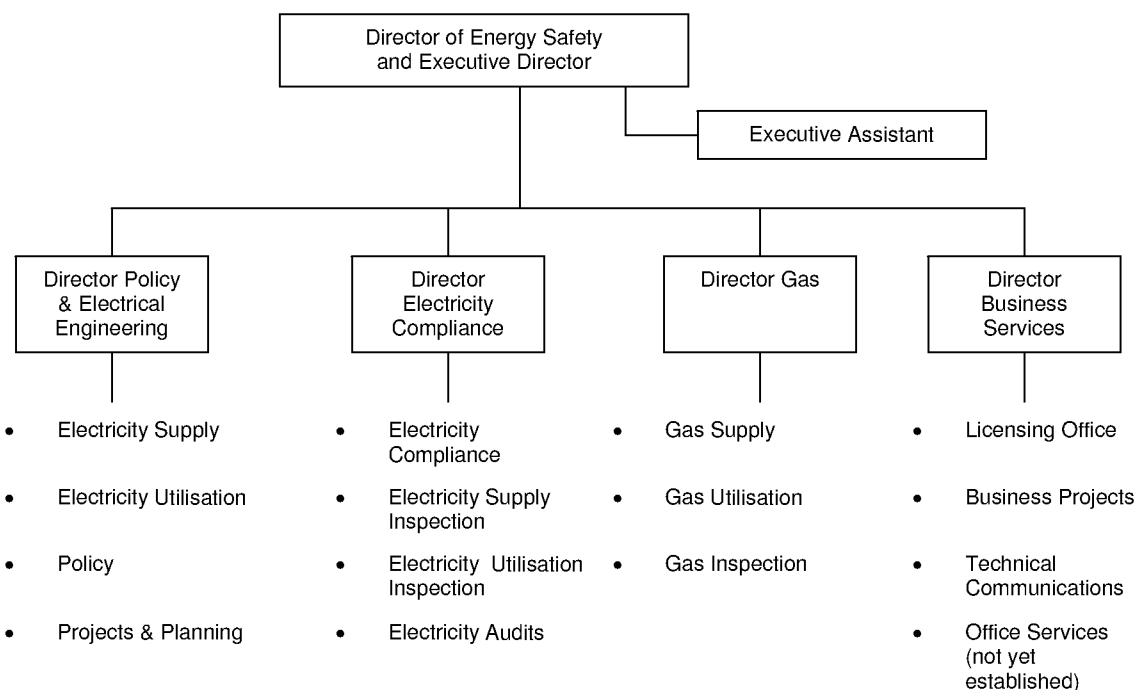 Director of Energy Safety
and Executive Director
Executive Assistant
Director Policy
& Electrical
Engineering
Director
Electricity
Compliance
Director Gas
Director
Business
Services
• Electricity Supply
• Electricity Utilisation
• Policy
• Projects & Planning
• Electricity
Compliance
• Electricity Supply
Inspection
• Electricity Utilisation
Inspection
• Electricity Audits
• Gas Supply
• Gas Utilisation
• Gas Inspection
• Licensing Office
• Business Projects
• Technical
Communications
• Office Services
(not yet
established)